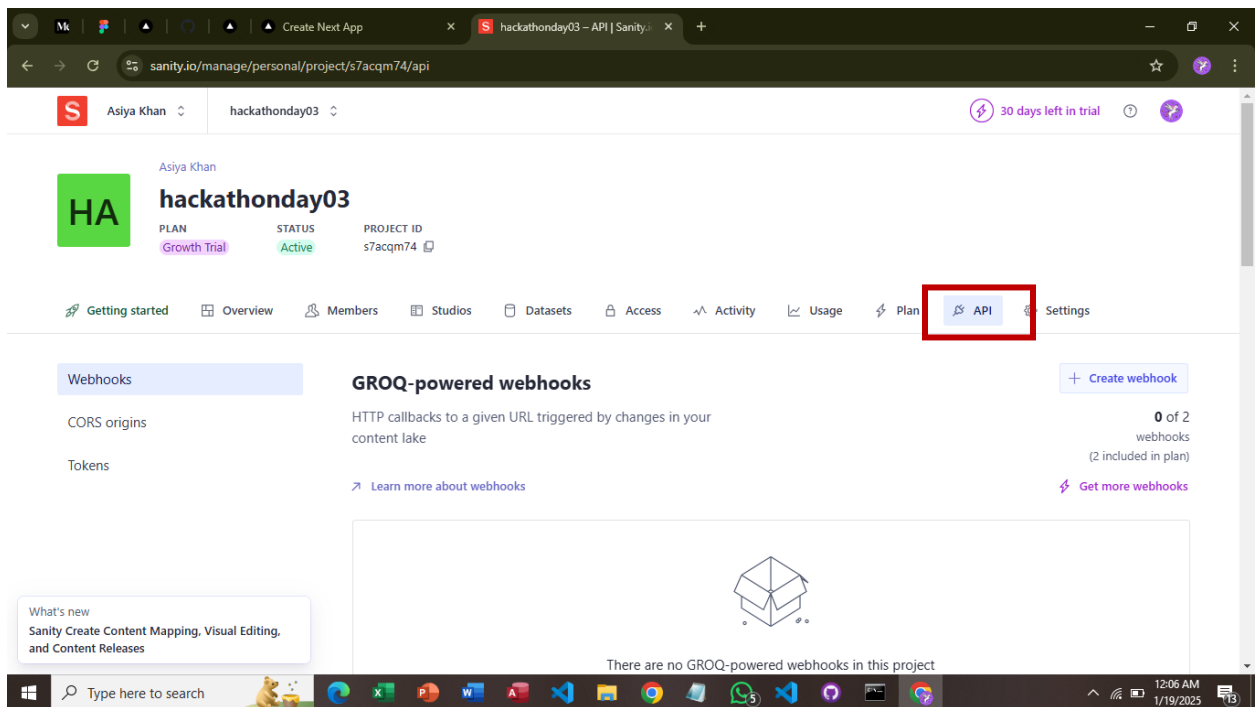 Mk
Create Next App
S
hackathonday03 – API | Sanity.i
sanity.io/manage/personal/project/s7acqm74/api
S
Asiya Khan
hackathonday03
30 days left in trial
Asiya Khan
HA
hackathonday03
PLAN STATUS PROJECT ID
Growth Trial Active s7acqm74
Getting started Overview Members Studios Datasets Access Activity Usage Plan API Settings
Webhooks
CORS origins
Tokens
GROQ-powered webhooks
HTTP callbacks to a given URL triggered by changes in your
content lake
Learn more about webhooks
+ Create webhook
0 of 2
webhooks
(2 included in plan)
Get more webhooks
There are no GROQ-powered webhooks in this project
What's new
Sanity Create Content Mapping, Visual Editing,
and Content Releases
Type here to search
5
12:06 AM
1/19/2025
13